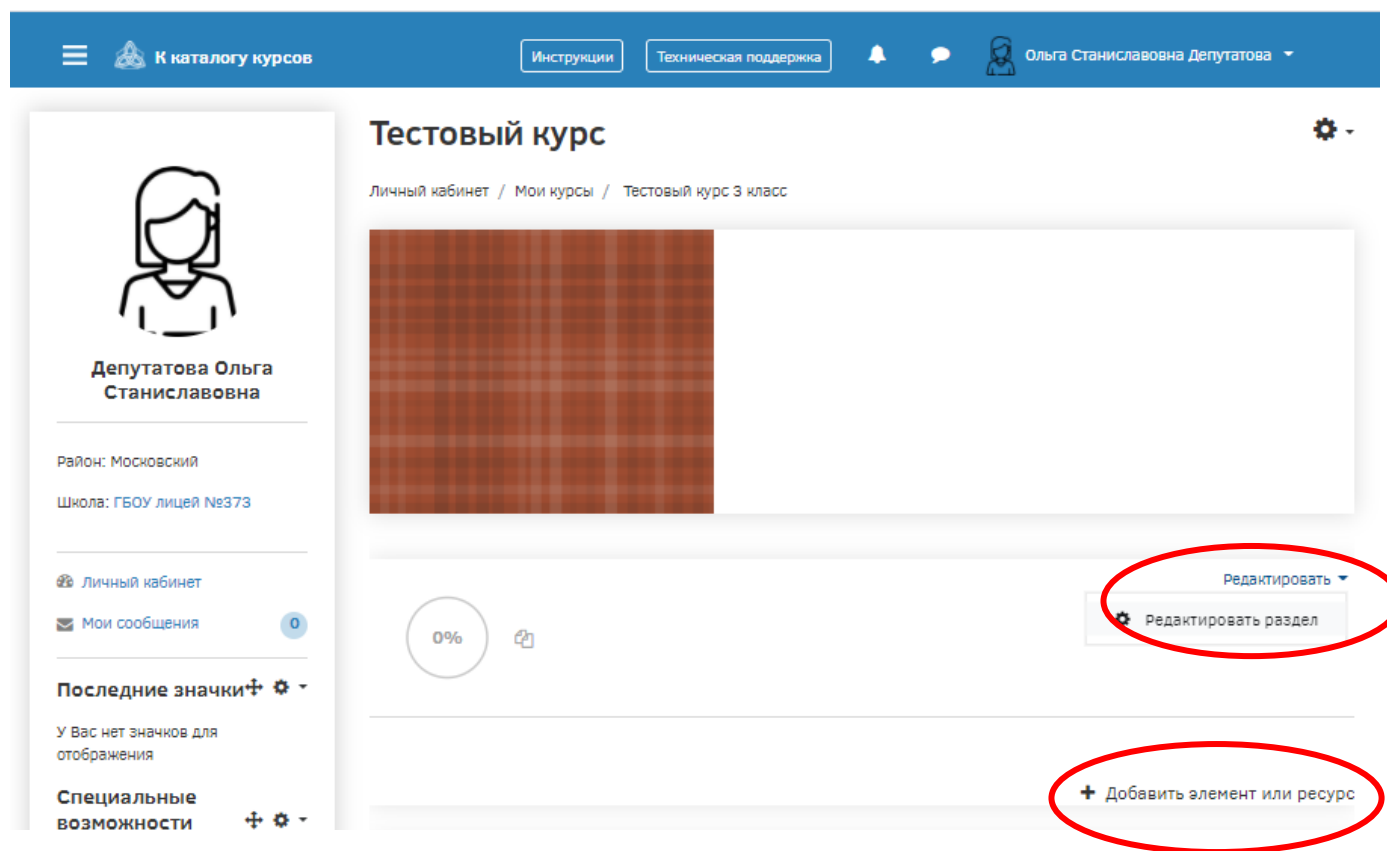 К каталогу курсов
Инструкции
Техническая поддержка
Ольга Станиславовна Депутатова
Депутатова Ольга
Станиславовна
Район: Московский
Школа: ГБОУ лицей №373
Личный кабинет
Мои сообщения
0
Последние значки
У Вас нет значков для
отображения
Специальные
возможности
Тестовый курс
Личный кабинет / Мои курсы / Тестовый курс 3 класс
Редактировать
Редактировать раздел
0%
Добавить элемент или ресурс